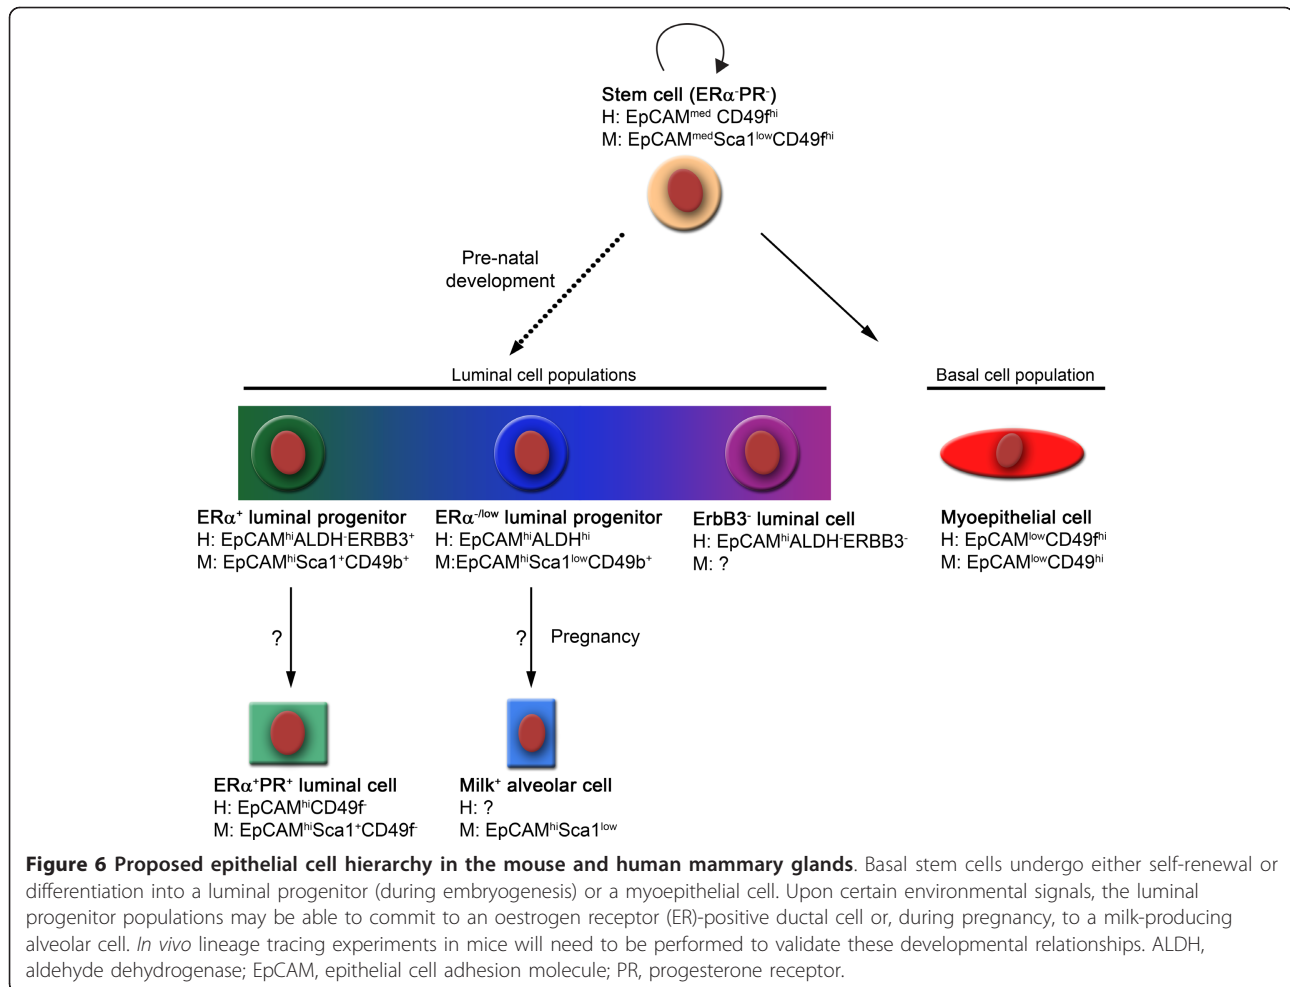 Stem cell (ERα⁻PR⁻)
H: EpCAMᵐᵉᵈ CD49fʰⁱ
M: EpCAMᵐᵉᵈSca1ˡᵒʷCD49fʰⁱ
Pre-natal
development
Luminal cell populations
Basal cell population
ERα⁺ luminal progenitor
H: EpCAMʰⁱALDH⁻ERBB3⁺
M: EpCAMʰⁱSca1⁺CD49b⁺
ERα⁻/ˡᵒʷ luminal progenitor
H: EpCAMʰⁱALDHʰⁱ
M:EpCAMʰⁱSca1ˡᵒʷCD49b⁺
ErbB3⁻ luminal cell
H: EpCAMʰⁱALDH⁻ERBB3⁻
M: ?
Myoepithelial cell
H: EpCAMˡᵒʷCD49fʰⁱ
M: EpCAMˡᵒʷCD49ʰⁱ
?
? Pregnancy
ERα⁺PR⁺ luminal cell
H: EpCAMʰⁱCD49f⁻
M: EpCAMʰⁱSca1⁺CD49f⁻
Milk⁺ alveolar cell
H: ?
M: EpCAMʰⁱSca1ˡᵒʷ
Figure 6 Proposed epithelial cell hierarchy in the mouse and human mammary glands. Basal stem cells undergo either self-renewal or
differentiation into a luminal progenitor (during embryogenesis) or a myoepithelial cell. Upon certain environmental signals, the luminal
progenitor populations may be able to commit to an oestrogen receptor (ER)-positive ductal cell or, during pregnancy, to a milk-producing
alveolar cell. In vivo lineage tracing experiments in mice will need to be performed to validate these developmental relationships. ALDH,
aldehyde dehydrogenase; EpCAM, epithelial cell adhesion molecule; PR, progesterone receptor.